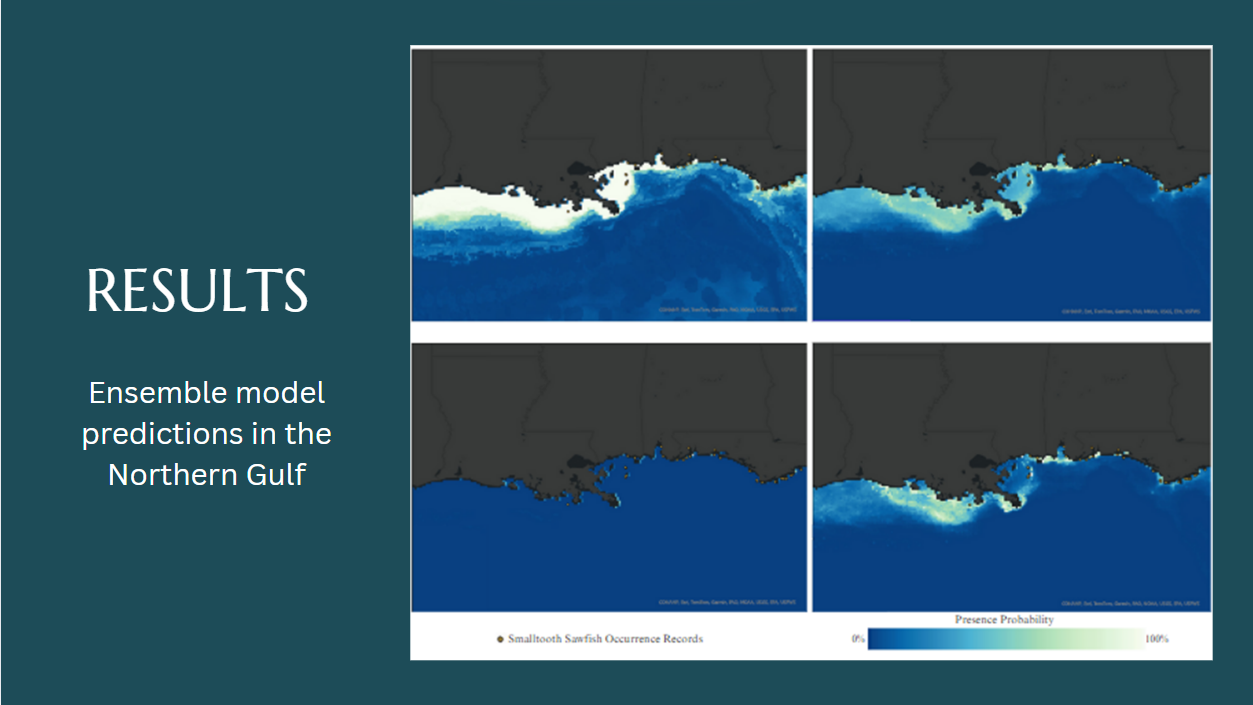 RESULTS
Ensemble model
predictions in the
Northern Gulf
Presence Probability
Smalltooth Sawfish Occurrence Records
0%
100%